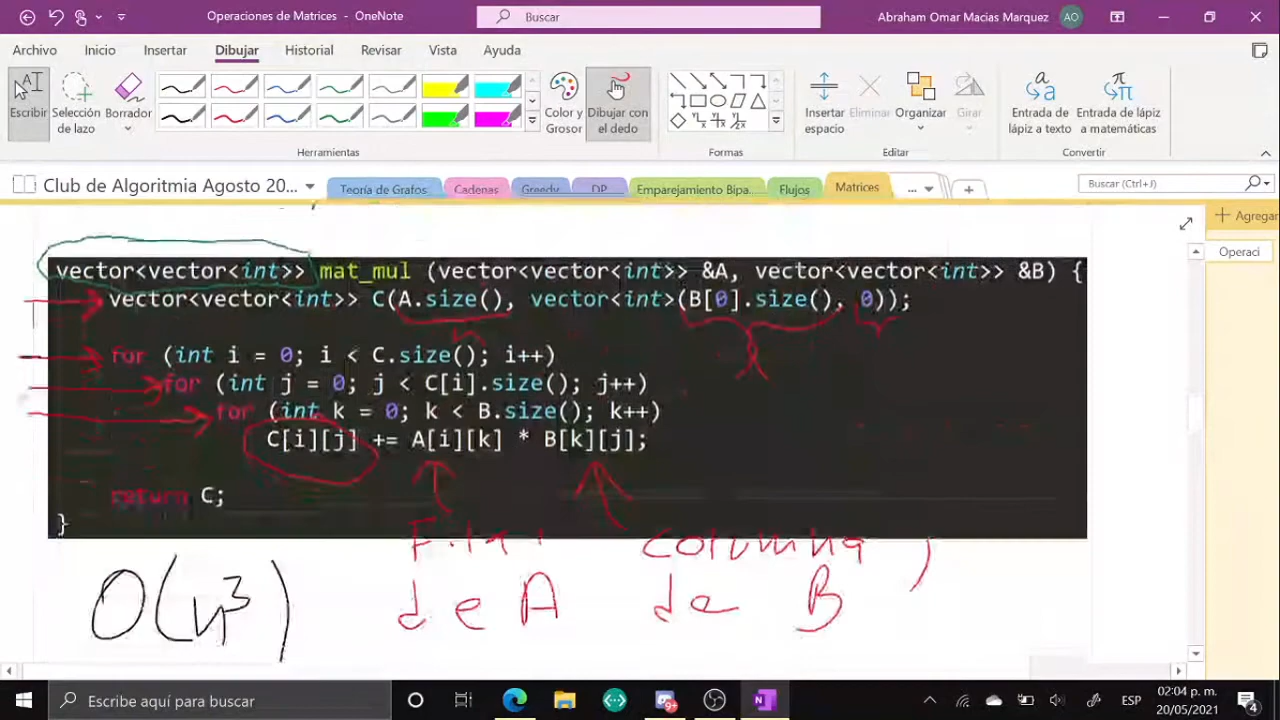 Operaciones de Matrices - OneNote
Buscar
Abraham Omar Macias Marquez AO
Archivo Inicio Insertar Dibujar Historial Revisar Vista Ayuda
Escribir
Selección de lazo
Borrador
Color y Grosor
Dibujar con el dedo
Insertar espacio
Eliminar
Organizar
Girar
Entrada de lápiz a texto
Entrada de lápiz a matemáticas
Herramientas Formas Editar Convertir
Club de Algoritmia Agosto 20...
Teoría de Grafos Cadenas Greedy DP Emparejamiento Bipa... Flujos Matrices ... +
Buscar (Ctrl+J)
+ Agregar
Operaci
vector<vector<int>> mat_mul (vector<vector<int>> &A, vector<vector<int>> &B) {
vector<vector<int>> C(A.size(), vector<int>(B[0].size(), 0));
for (int i = 0; i < C.size(); i++)
for (int j = 0; j < C[i].size(); j++)
for (int k = 0; k < B.size(); k++)
C[i][j] += A[i][k] * B[k][j];
return C;
}
columna
de A
de B
O(n³)
Escribe aquí para buscar
ESP
02:04 p. m.
20/05/2021
4